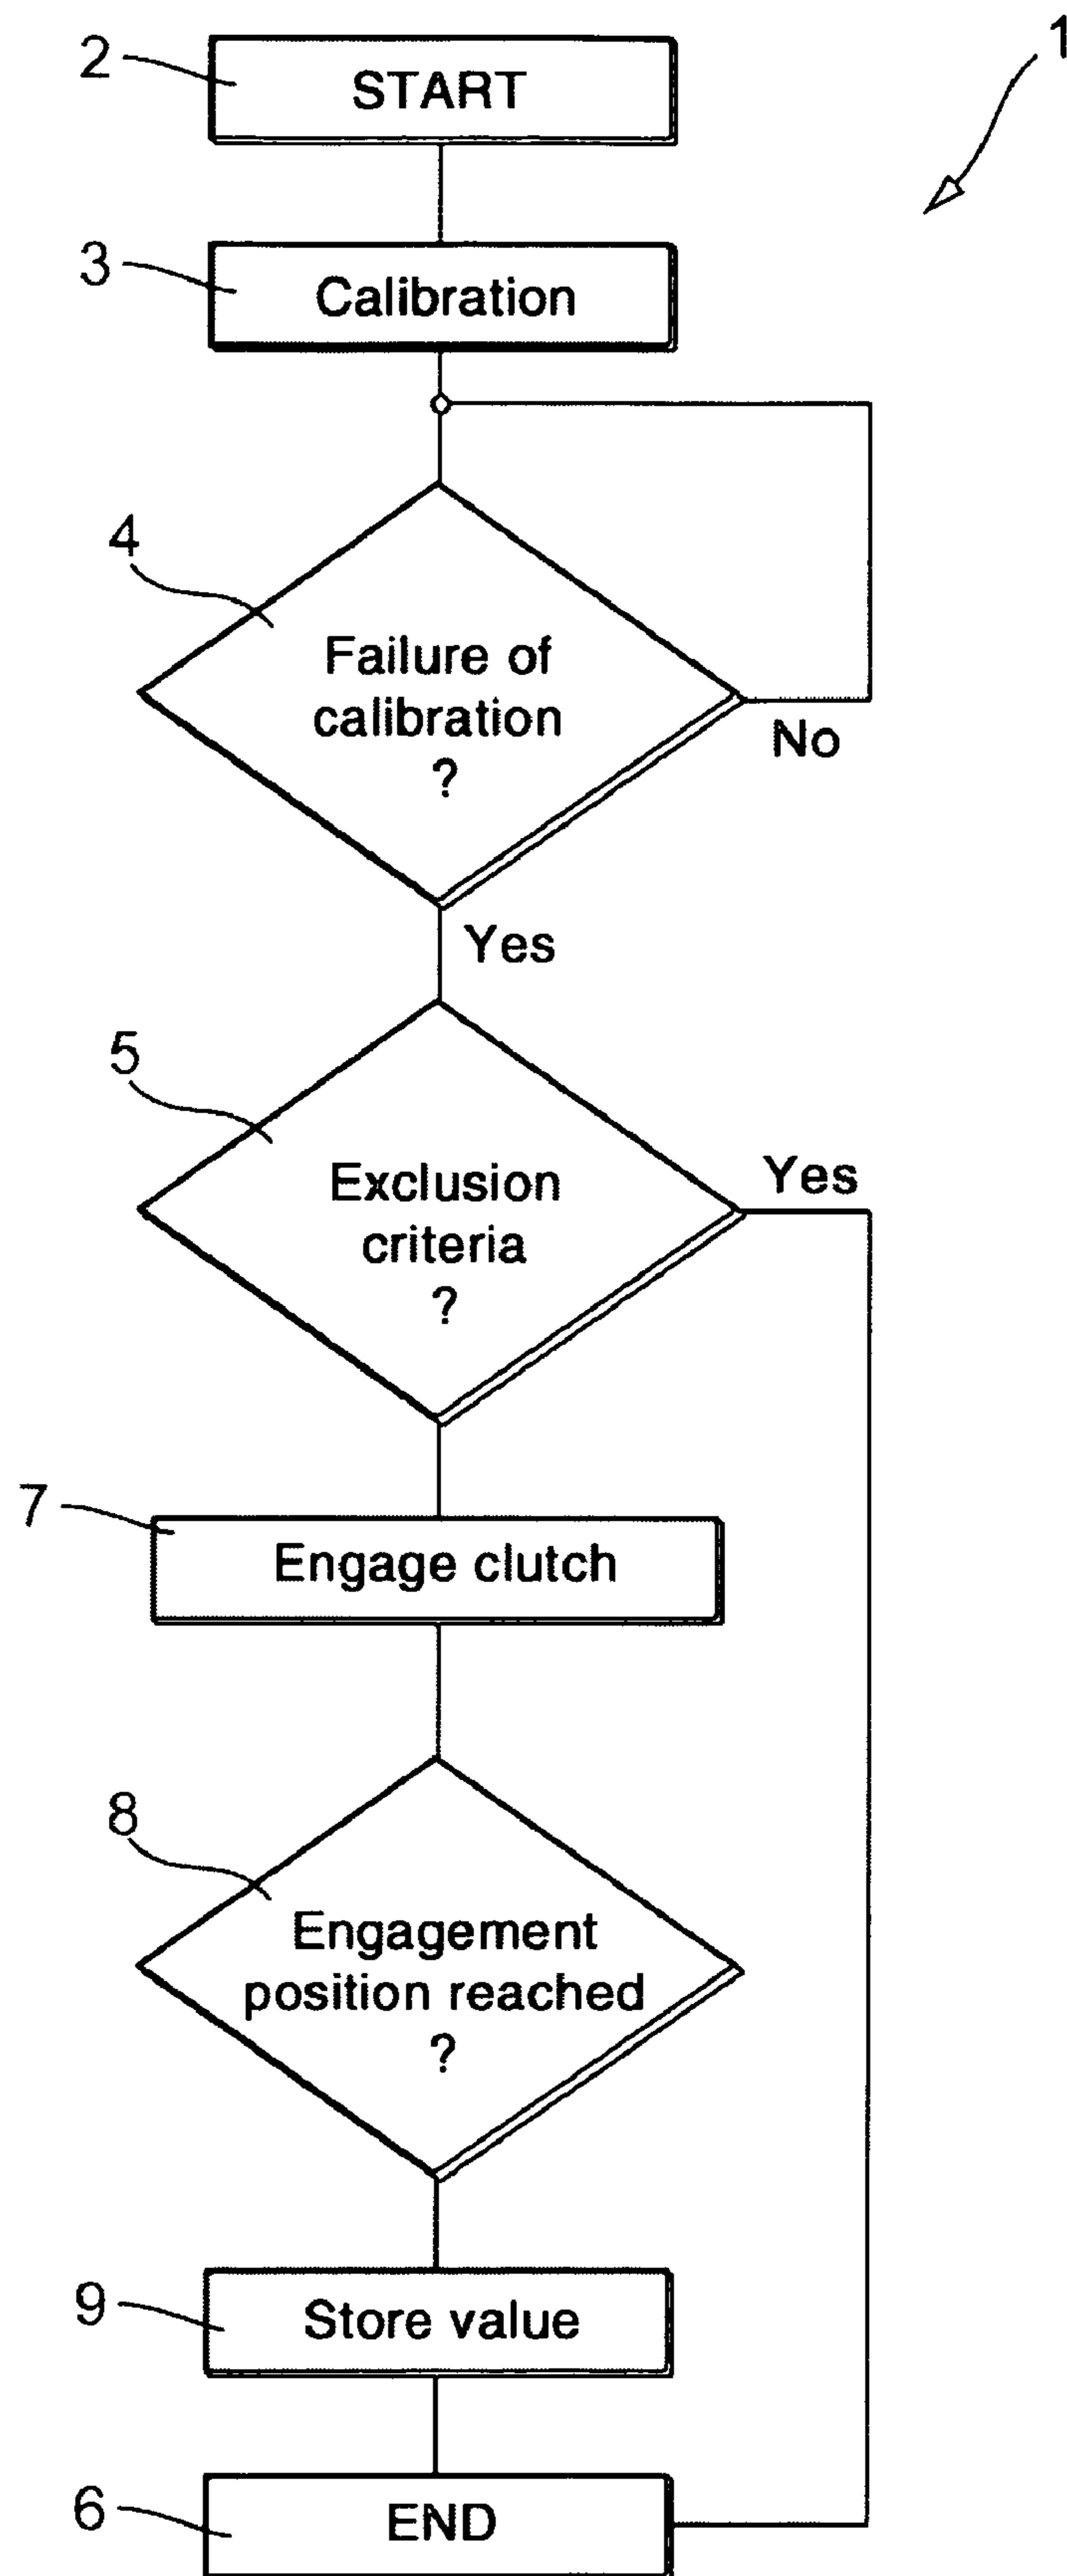 1
2
START
3
Calibration
4
Failure of
calibration
?
No
Yes
5
Exclusion
criteria
?
Yes
7
Engage clutch
8
Engagement
position reached
?
9
Store value
6
END